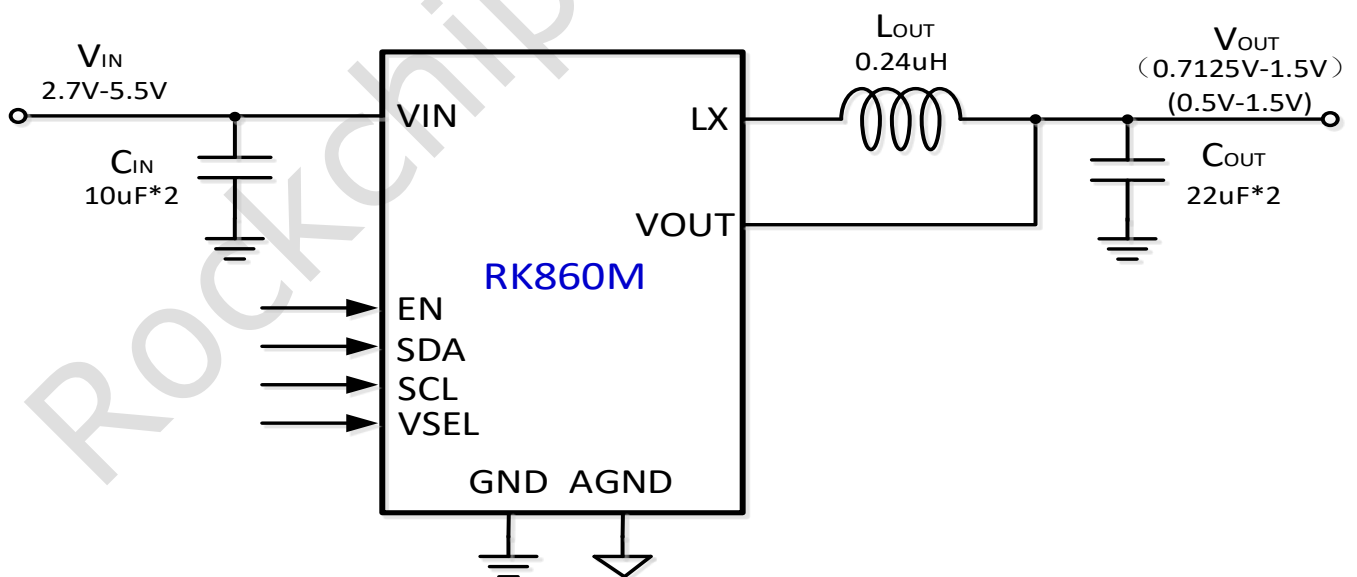 VIN
2.7V-5.5V
CIN
10uF*2
VIN
LX
VOUT
RK860M
EN
SDA
SCL
VSEL
GND AGND
LOUT
0.24uH
VOUT
（0.7125V-1.5V）
(0.5V-1.5V)
COUT
22uF*2
Rockchip